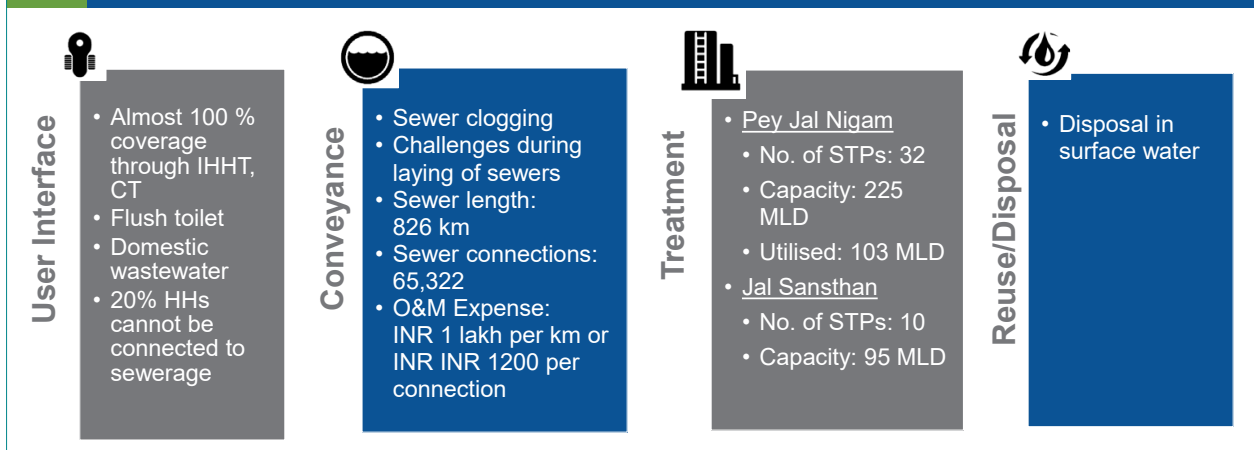 User Interface
• Almost 100 %
coverage
through IHHT,
CT
• Flush toilet
• Domestic
wastewater
• 20% HHs
cannot be
connected to
sewerage
Conveyance
• Sewer clogging
• Challenges during
laying of sewers
• Sewer length:
826 km
• Sewer connections:
65,322
• O&M Expense:
INR 1 lakh per km or
INR INR 1200 per
connection
Treatment
• Pey Jal Nigam
• No. of STPs: 32
• Capacity: 225
MLD
• Utilised: 103 MLD
• Jal Sansthan
• No. of STPs: 10
• Capacity: 95 MLD
Reuse/Disposal
• Disposal in
surface water